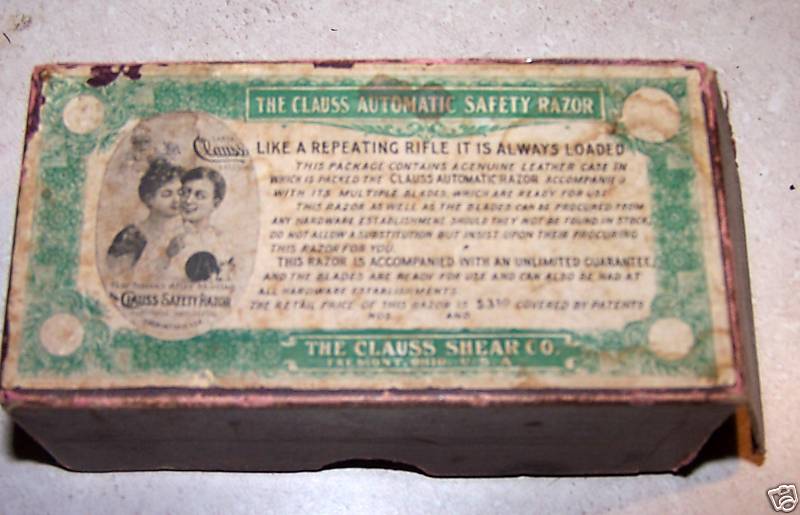 THE CLAUSS AUTOMATIC SAFETY RAZOR
Clauss
LIKE A REPEATING RIFLE IT IS ALWAYS LOADED
THIS PACKAGE CONTAINS A GENUINE LEATHER CASE IN
WHICH IS PACKED THE CLAUSS AUTOMATIC RAZOR ACCOMPANI
WITH ITS MULTIPLE BLADES WHICH ARE READY FOR USE
THIS RAZOR AS WELL AS THE BLADES CAN BE PROCURED FROM
ANY HARDWARE ESTABLISHMENT SHOULD THEY NOT BE FOUND IN STOCK,
DO NOT ALLOW A SUBSTITUTION BUT INSIST UPON THEIR PROCURING
THIS RAZOR FOR YOU.
THIS RAZOR IS ACCOMPANIED WITH AN UNLIMITED GUARANTEE,
AND THE BLADES ARE READY FOR USE AND CAN ALSO BE HAD AT
ALL HARDWARE ESTABLISHMENTS.
THE RETAIL PRICE OF THIS RAZOR IS COVERED BY PATENTS
NOS. AND
AFTER
CLAUSS SAFETY RAZOR
THE CLAUSS SHEAR CO.
FREMONT, OHIO, U.S.A.